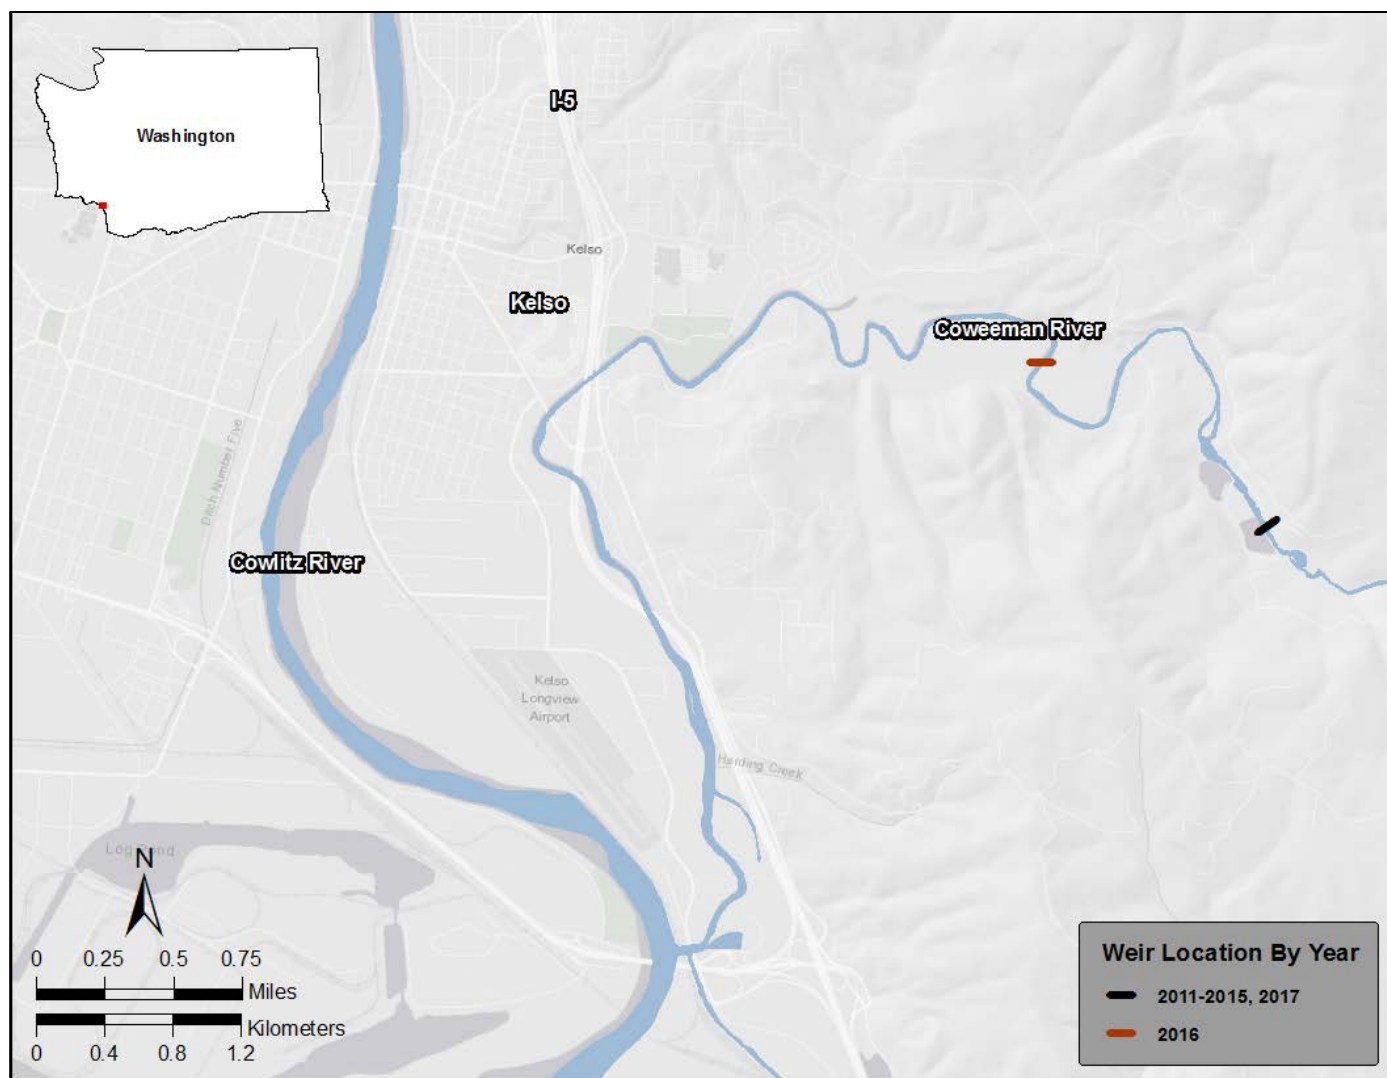 Washington
I-5
Kelso
Kelso
Coweeman River
Ditch Number Five
Cowlitz River
Kelso
Longview
Airport
Harding Creek
Log Pond
N
0 0.25 0.5 0.75
Miles
Kilometers
0 0.4 0.8 1.2
Weir Location By Year
2011-2015, 2017
2016